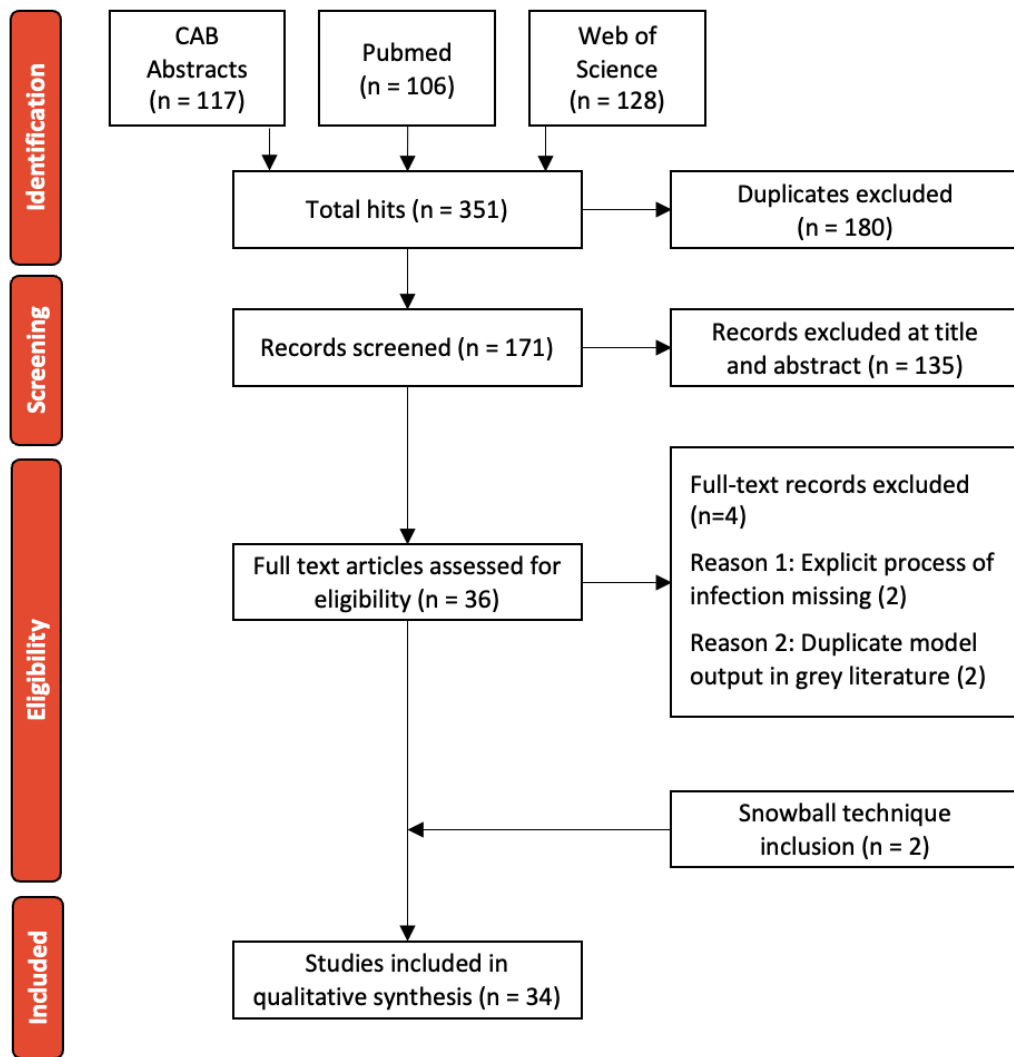 Identification
CAB
Abstracts
(n = 117)
Pubmed
(n = 106)
Web of
Science
(n = 128)
Total hits (n = 351)
Duplicates excluded
(n = 180)
Screening
Records screened (n = 171)
Records excluded at title
and abstract (n = 135)
Eligibility
Full text articles assessed for
eligibility (n = 36)
Full-text records excluded
(n=4)
Reason 1: Explicit process of
infection missing (2)
Reason 2: Duplicate model
output in grey literature (2)
Snowball technique
inclusion (n = 2)
Included
Studies included in
qualitative synthesis (n = 34)